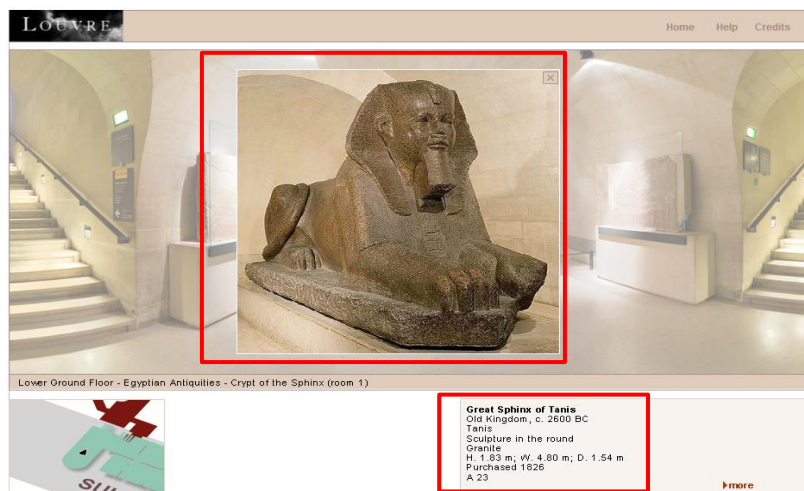 LOUVRE
Home Help Credits
Lower Ground Floor - Egyptian Antiquities - Crypt of the Sphinx (room 1)
Great Sphinx of Tanis
Old Kingdom, c. 2600 BC
Tanis
Sculpture in the round
Granite
H. 1.83 m; W. 4.80 m; D. 1.54 m
Purchased 1826
A 23
more